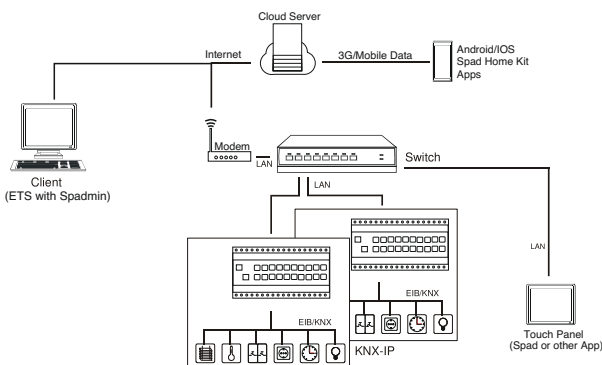 Cloud Server
Internet
3G/Mobile Data
Android/IOS
Spad Home Kit
Apps
Modem
LAN
Switch
LAN
Client
(ETS with Spadmin)
LAN
EIB/KNX
EIB/KNX
KNX-IP
Touch Panel
(Spad or other App)